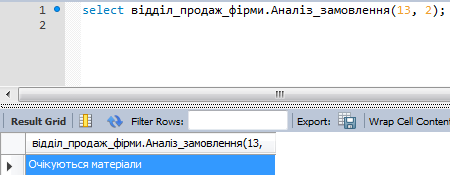 1 select відділ_продаж_фірми.Аналіз_замовлення(13, 2);
2
Result Grid Filter Rows: Export: Wrap Cell Conten
відділ_продаж_фірми.Аналіз_замовлення(13,
Очікуються матеріали